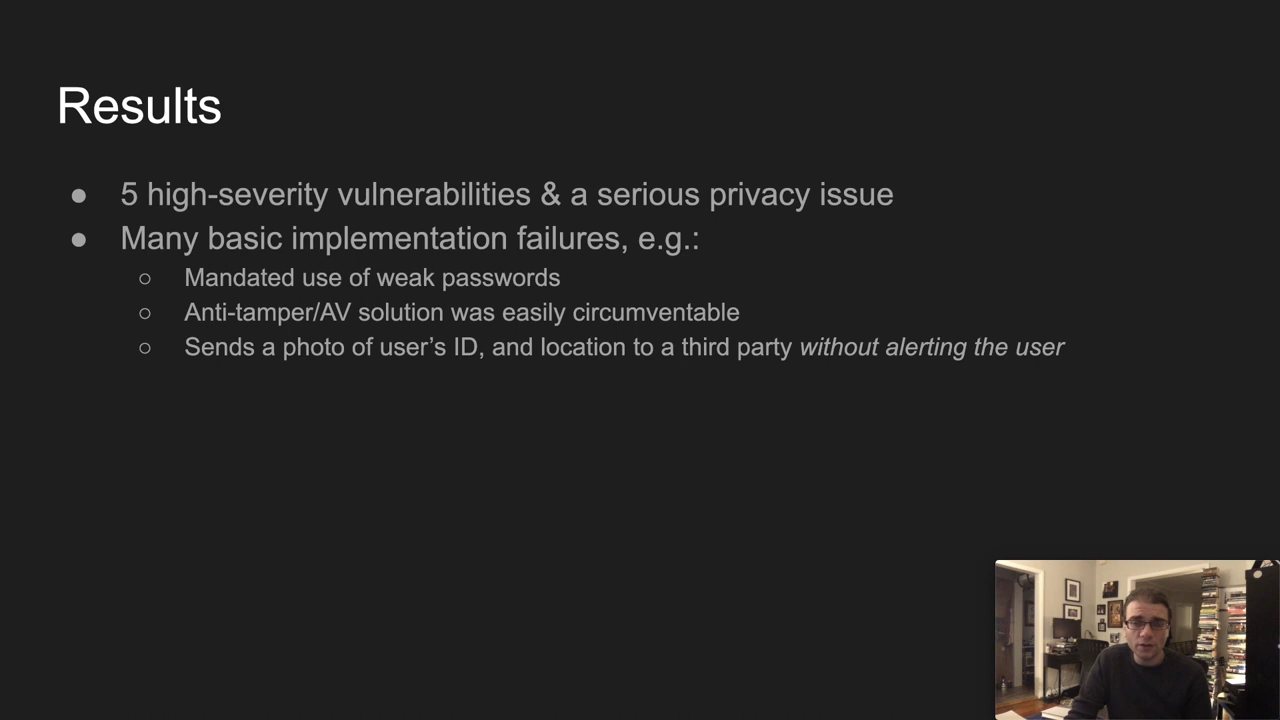 Results
● 5 high-severity vulnerabilities & a serious privacy issue
● Many basic implementation failures, e.g.:
○ Mandated use of weak passwords
○ Anti-tamper/AV solution was easily circumventable
○ Sends a photo of user’s ID, and location to a third party without alerting the user